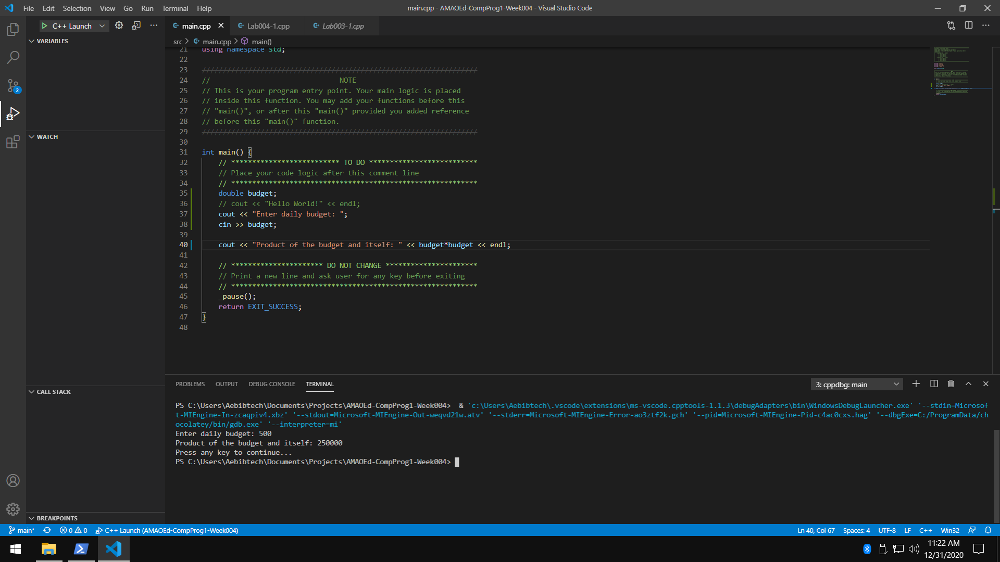 File Edit Selection View Go Run Terminal Help
main.cpp - AMAOEd-CompProg1-Week004 - Visual Studio Code
C++ Launch
main.cpp
Lab004-1.cpp
Lab003-1.cpp
src > main.cpp > main()
VARIABLES
WATCH
CALL STACK
BREAKPOINTS
2
21 using namespace std;
22
23 //////////////////////////////////////////////////////////////////
24 // NOTE
25 // This is your program entry point. Your main logic is placed
26 // inside this function. You may add your functions before this
27 // "main()", or after this "main()" provided you added reference
28 // before this "main()" function.
29 //////////////////////////////////////////////////////////////////
30
31 int main() {
32 // ************************** TO DO **************************
33 // Place your code logic after this comment line
34 // ***********************************************************
35 double budget;
36 // cout << "Hello World!" << endl;
37 cout << "Enter daily budget: ";
38 cin >> budget;
39
40 cout << "Product of the budget and itself: " << budget*budget << endl;
41
42 // ********************** DO NOT CHANGE **********************
43 // Print a new line and ask user for any key before exiting
44 // ***********************************************************
45 _pause();
46 return EXIT_SUCCESS;
47 }
48
PROBLEMS OUTPUT DEBUG CONSOLE TERMINAL
3: cppdbg: main
PS C:\Users\Aebibtech\Documents\Projects\AMAOEd-CompProg1-Week004> & 'c:\Users\Aebibtech\.vscode\extensions\ms-vscode.cpptools-1.1.3\debugAdapters\bin\WindowsDebugLauncher.exe' '--stdin=Microsof
t-MIEngine-In-zcaqpiv4.xbz' '--stdout=Microsoft-MIEngine-Out-weqvd21w.atv' '--stderr=Microsoft-MIEngine-Error-ao3ztf2k.gch' '--pid=Microsoft-MIEngine-Pid-c4ac0cxs.hag' '--dbgExe=C:/ProgramData/ch
ocolatey/bin/gdb.exe' '--interpreter=mi'
Enter daily budget: 500
Product of the budget and itself: 250000
Press any key to continue...
PS C:\Users\Aebibtech\Documents\Projects\AMAOEd-CompProg1-Week004>
main* 0 0 C++ Launch (AMAOEd-CompProg1-Week004)
Ln 40, Col 67 Spaces: 4 UTF-8 LF C++ Win32
11:22 AM
12/31/2020